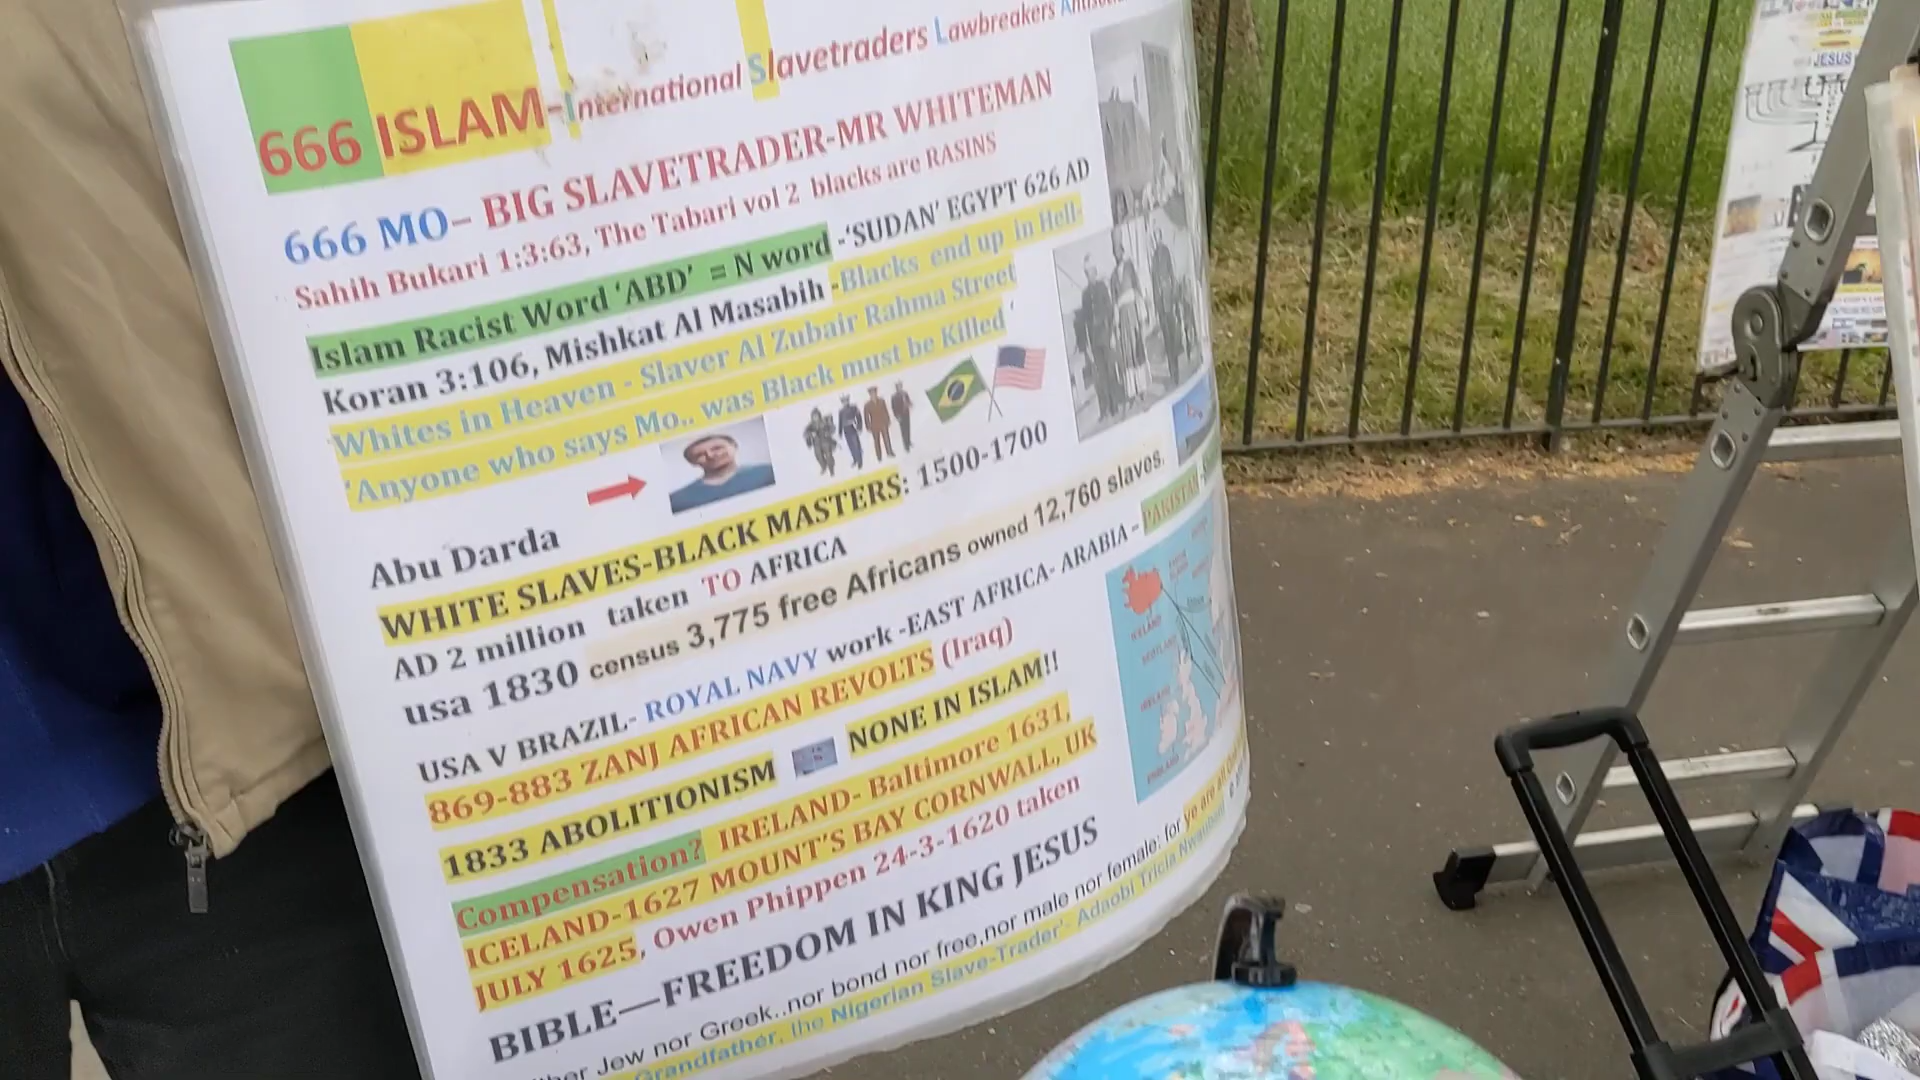 666 ISLAM-International Slavetraders Lawbreakers
666 MO– BIG SLAVETRADER-MR WHITEMAN
Sahih Bukari 1:3:63, The Tabari vol 2 blacks are RASINS
Islam Racist Word 'ABD' = N word -'SUDAN' EGYPT 626 AD
Koran 3:106, Mishkat Al Masabih -Blacks end up in Hell-
Whites in Heaven - Slaver Al Zubair Rahma Street
'Anyone who says Mo.. was Black must be Killed'
Abu Darda
WHITE SLAVES-BLACK MASTERS: 1500-1700
AD 2 million taken TO AFRICA
usa 1830 census 3,775 free Africans owned 12,760 slaves.
USA V BRAZIL- ROYAL NAVY work -EAST AFRICA- ARABIA - PAKISTAN
869-883 ZANJ AFRICAN REVOLTS (Iraq)
1833 ABOLITIONISM NONE IN ISLAM!!
Compensation? IRELAND- Baltimore 1631,
ICELAND-1627 MOUNT'S BAY CORNWALL, UK
JULY 1625, Owen Phippen 24-3-1620 taken
BIBLE—FREEDOM IN KING JESUS
Jew nor Greek..nor bond nor free,nor male nor female: for ye are all
Grandfather, the Nigerian Slave-Trader'- Adaobi Tricia
ICELAND
SCOTLAND
IRELAND
ENGLAND
JESUS